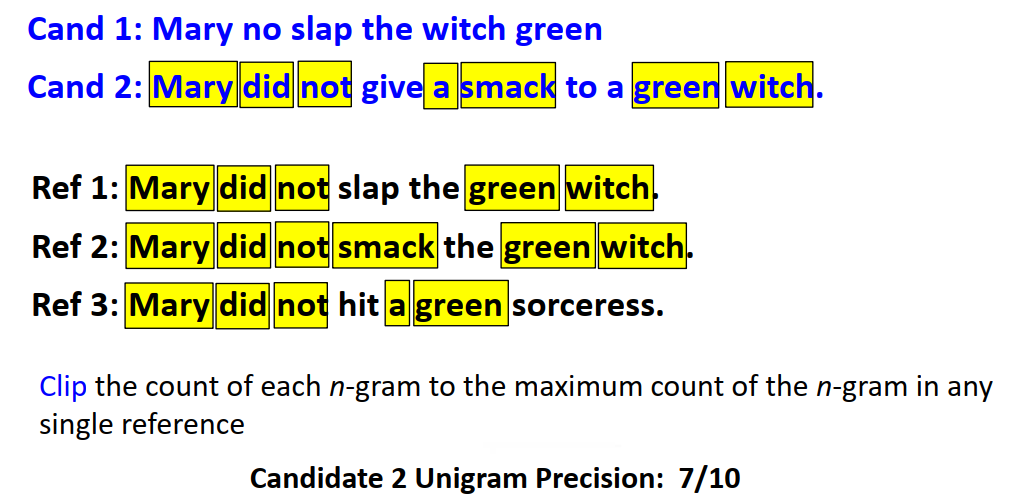 Cand 1: Mary no slap the witch green
Cand 2: Mary did not give a smack to a green witch.
Ref 1: Mary did not slap the green witch.
Ref 2: Mary did not smack the green witch.
Ref 3: Mary did not hit a green sorceress.
Clip the count of each n-gram to the maximum count of the n-gram in any
single reference
Candidate 2 Unigram Precision: 7/10